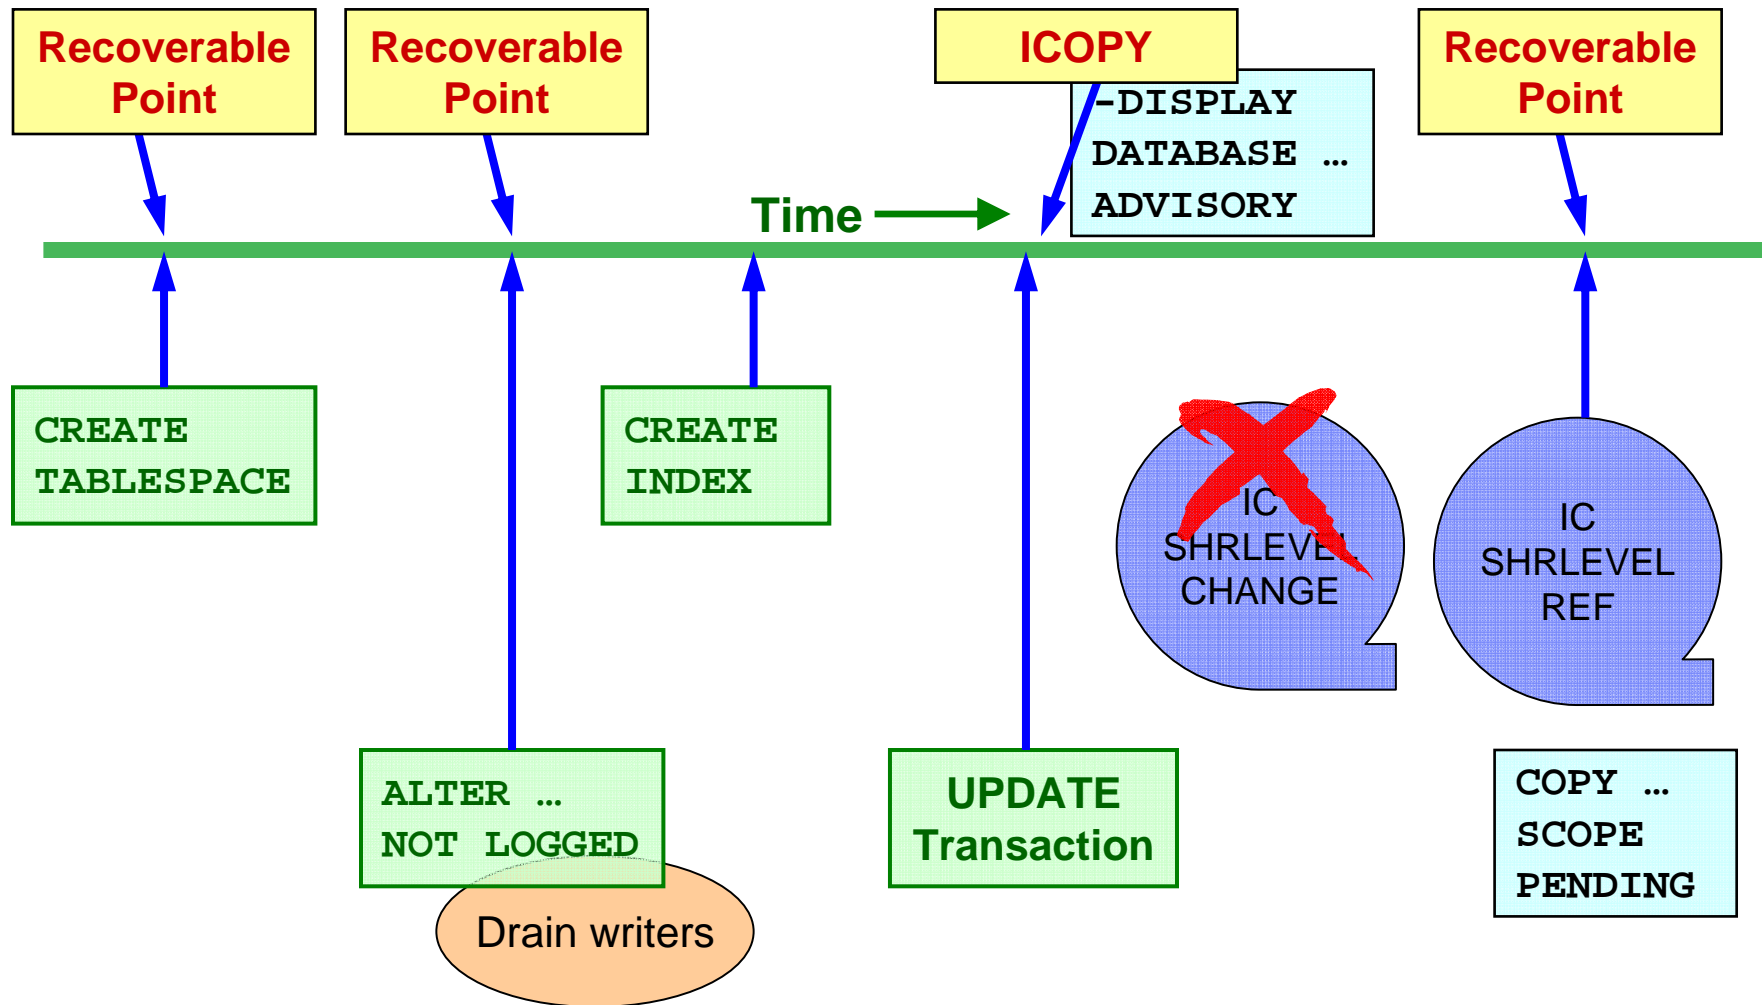 Recoverable
Point
Recoverable
Point
ICOPY
-DISPLAY
DATABASE …
ADVISORY
Recoverable
Point
Time
CREATE
TABLESPACE
CREATE
INDEX
IC
SHRLEVEL
CHANGE
IC
SHRLEVEL
REF
ALTER …
NOT LOGGED
Drain writers
UPDATE
Transaction
COPY …
SCOPE
PENDING